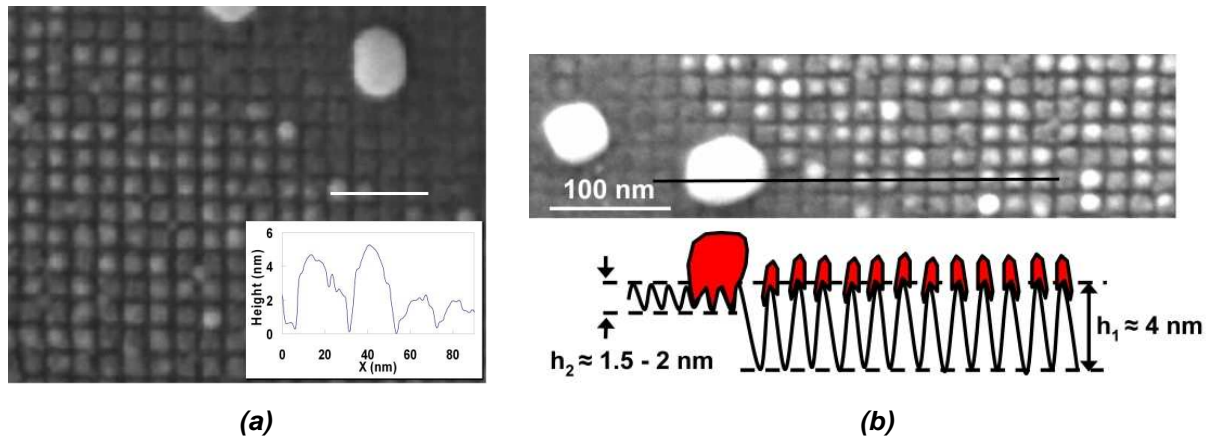 6
4
2
0
Height (nm)
0 20 40 60 80
X (nm)
(a)
100 nm
h₂ ≈ 1.5 - 2 nm
h₁ ≈ 4 nm
(b)